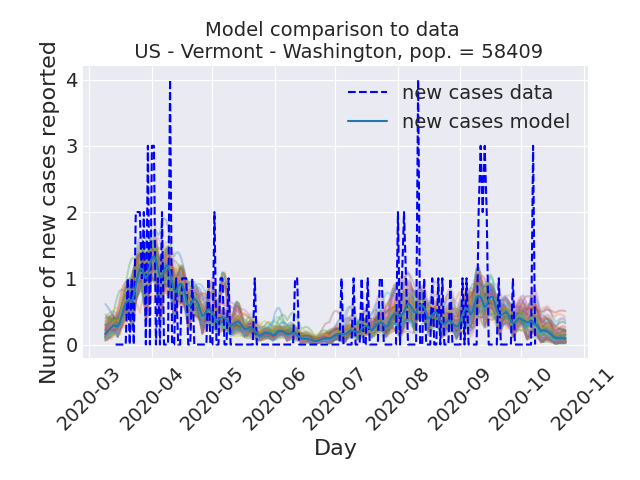 Model comparison to data
US - Vermont - Washington, pop. = 58409
Number of new cases reported
4
3
2
1
0
new cases data
new cases model
2020-03
2020-04
2020-05
2020-06
2020-07
2020-08
2020-09
2020-10
2020-11
Day